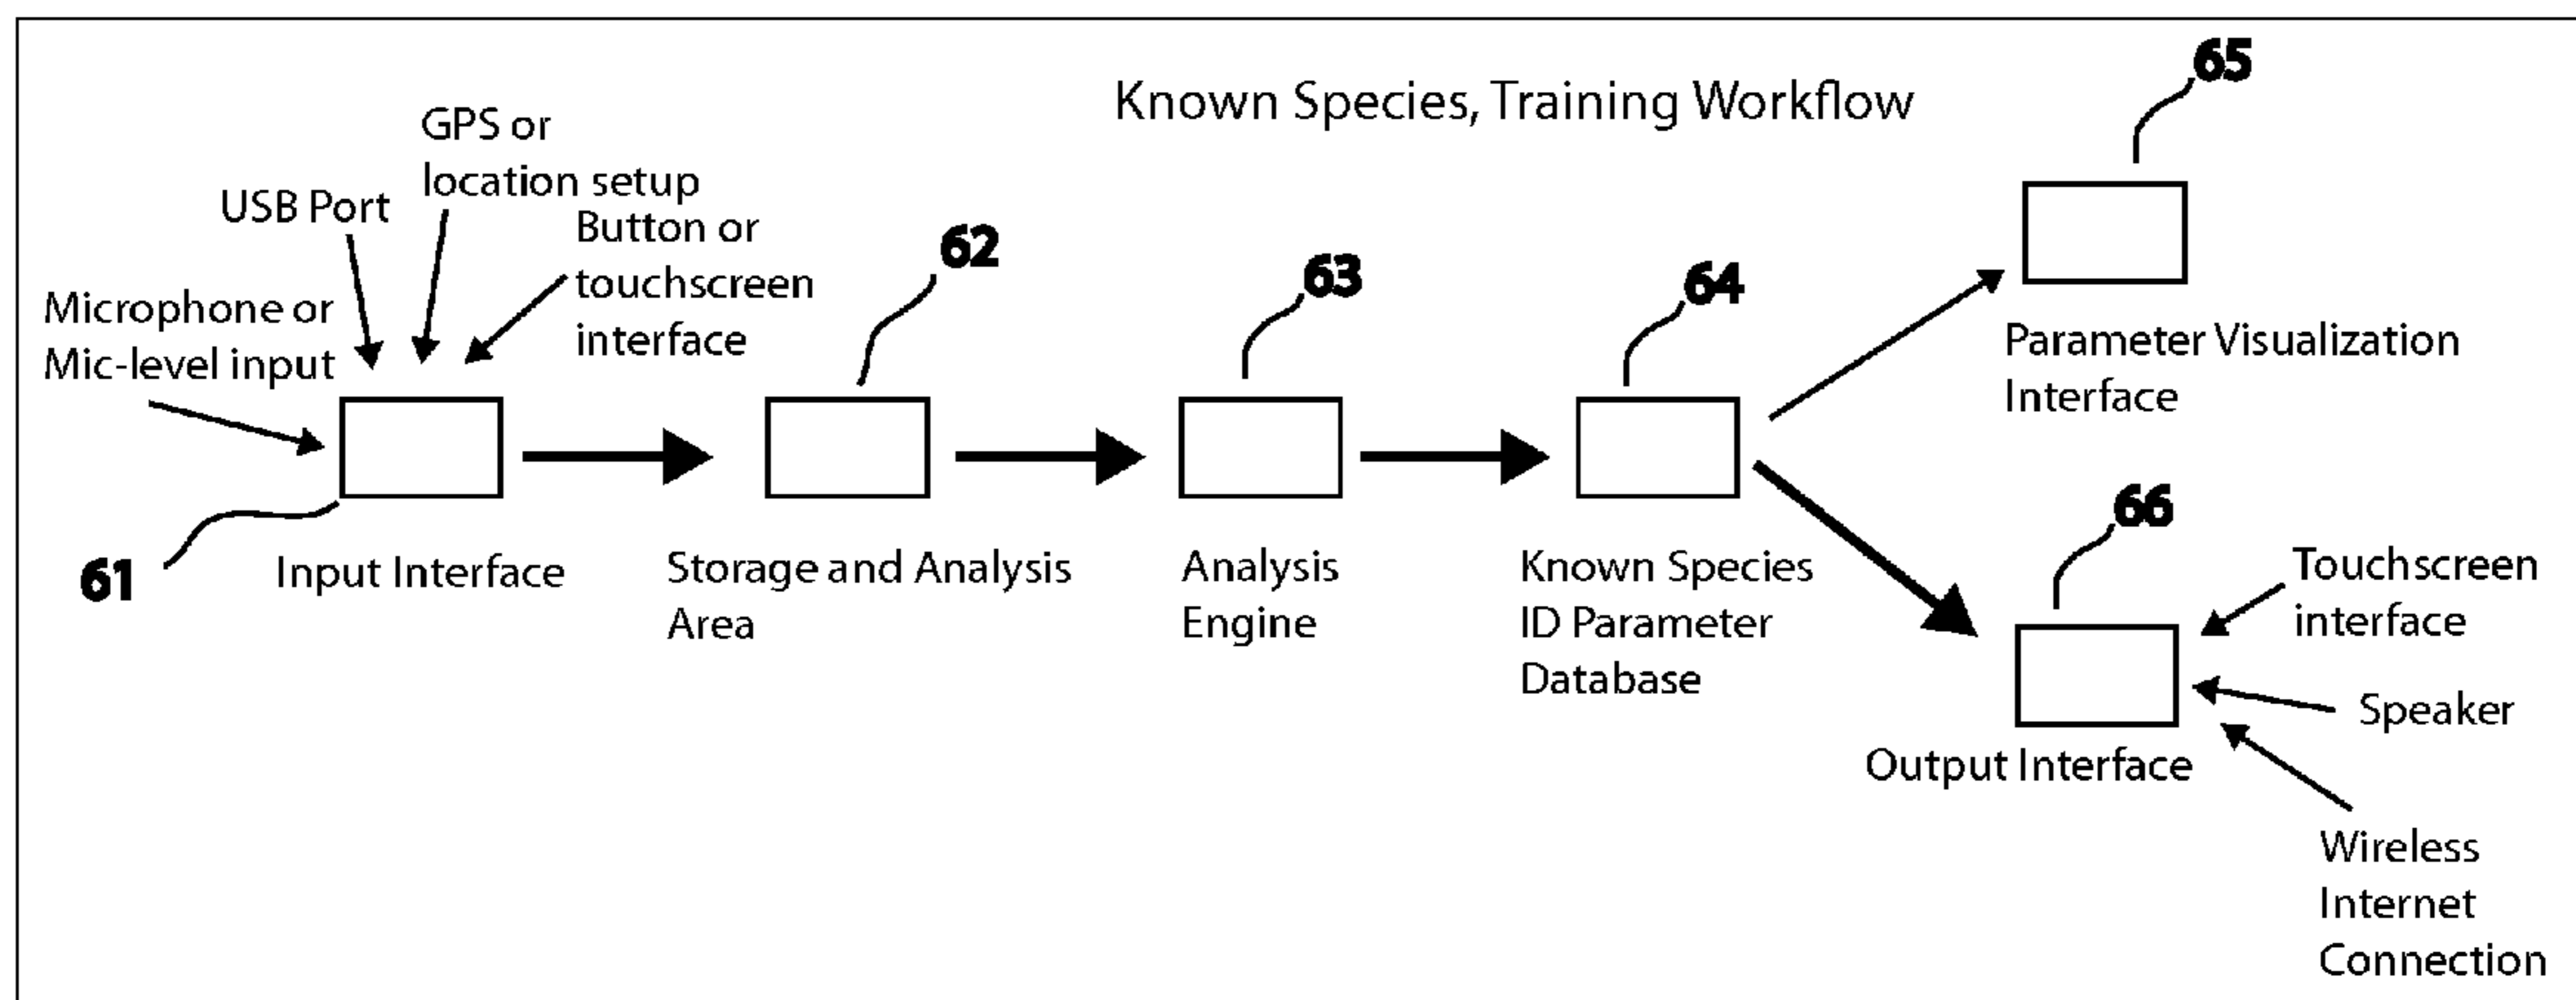 Known Species, Training Workflow
65
GPS or
location setup
USB Port
Button or
touchscreen
interface
Microphone or
Mic-level input
62
63
64
Parameter Visualization
Interface
61
Input Interface
Storage and Analysis
Area
Analysis
Engine
Known Species
ID Parameter
Database
66
Touchscreen
interface
Speaker
Output Interface
Wireless
Internet
Connection